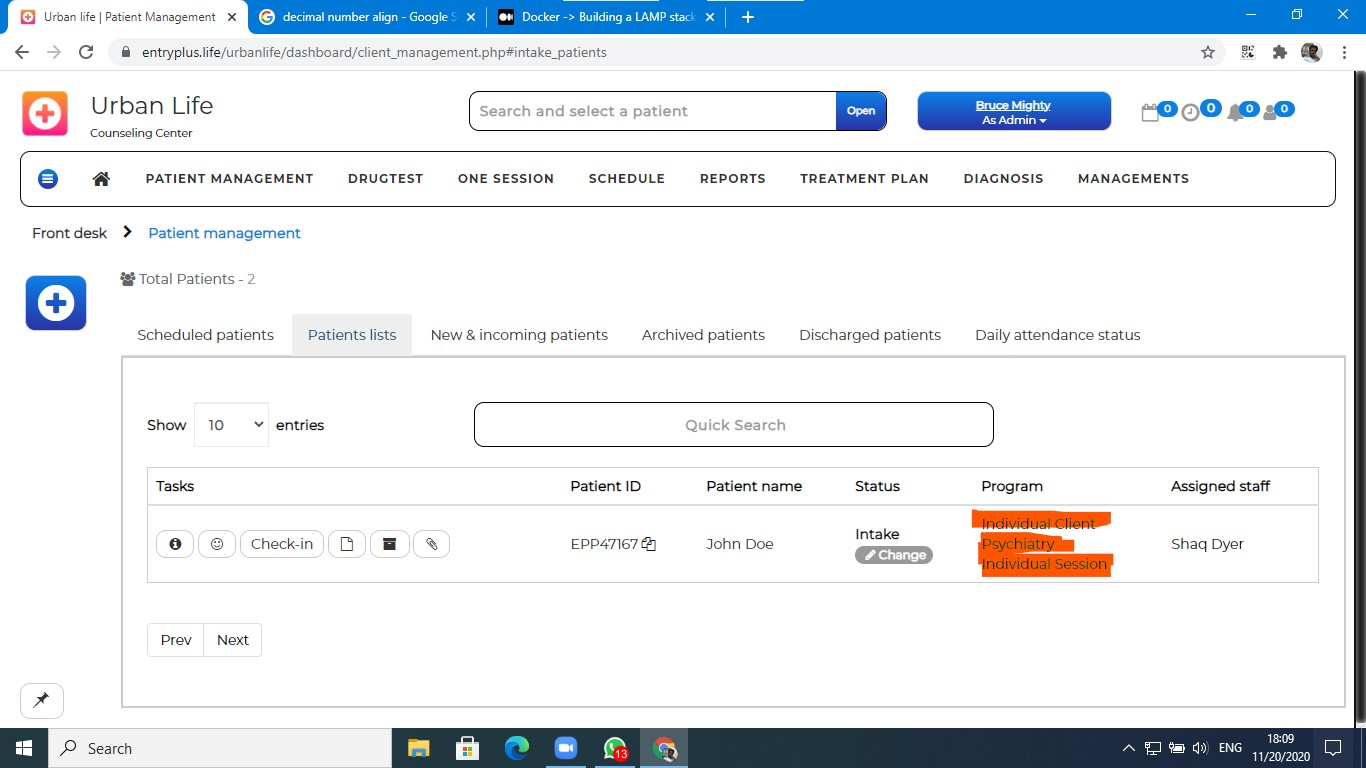 Urban life | Patient Management
decimal number align - Google S
Docker -> Building a LAMP stack
entryplus.life/urbanlife/dashboard/client_management.php#intake_patients
Urban Life
Counseling Center
Search and select a patient
Open
Bruce Mighty
As Admin
0 0 0 0
PATIENT MANAGEMENT DRUGTEST ONE SESSION SCHEDULE REPORTS TREATMENT PLAN DIAGNOSIS MANAGEMENTS
Front desk Patient management
Total Patients - 2
Scheduled patients Patients lists New & incoming patients Archived patients Discharged patients Daily attendance status
Show 10 entries Quick Search
Tasks Patient ID Patient name Status Program Assigned staff
Check-in EPP47167 John Doe Intake Individual Client Shaq Dyer
Change Psychiatry
Individual Session
Prev Next
Search
13
ENG
18:09
11/20/2020